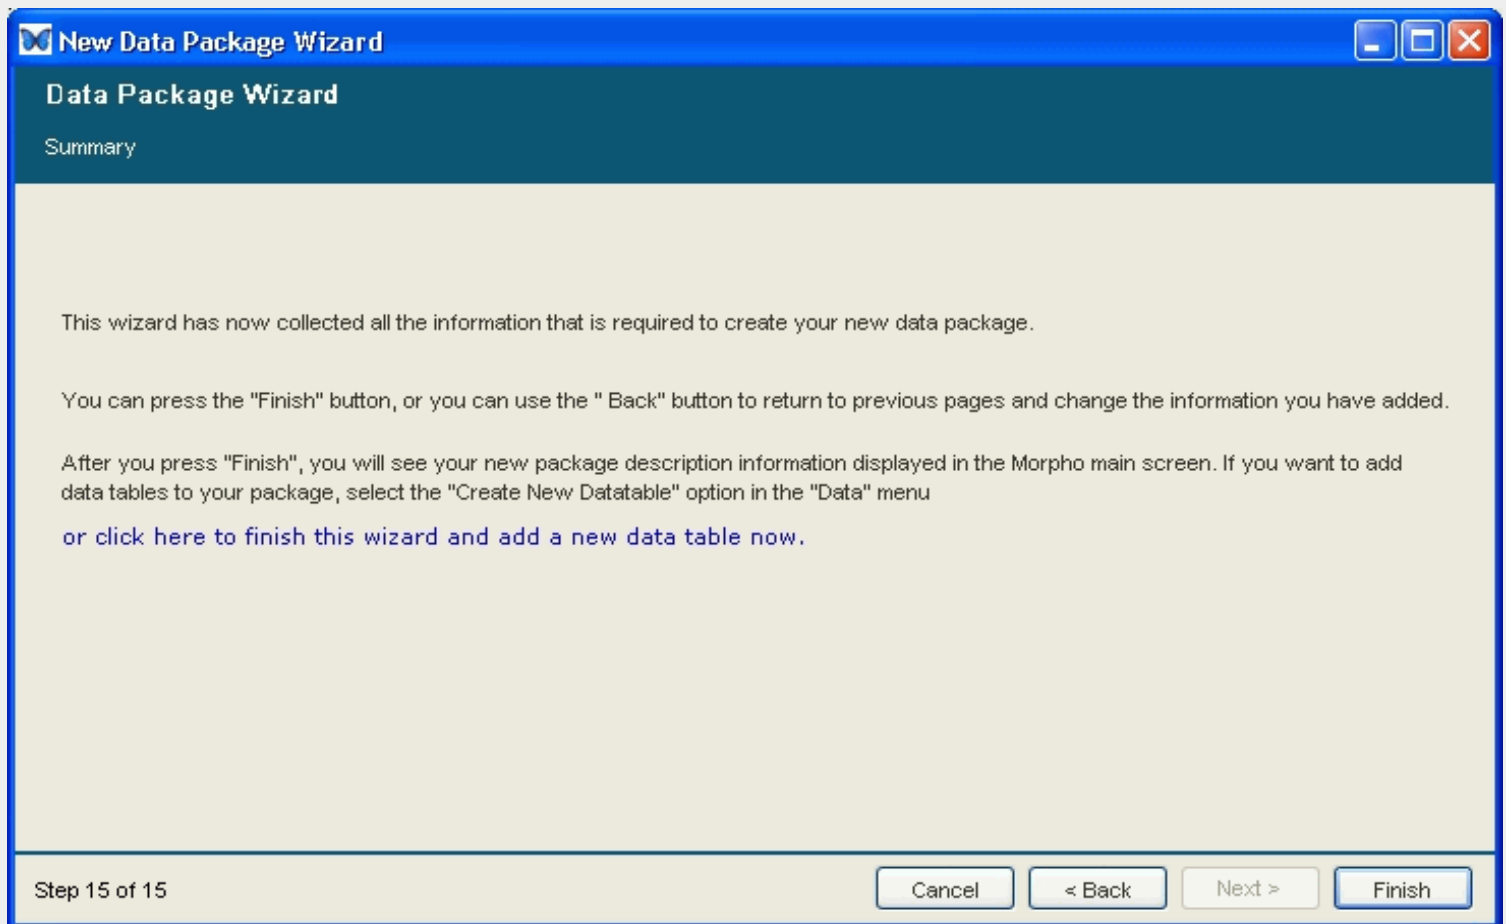 New Data Package Wizard
Data Package Wizard
Summary
This wizard has now collected all the information that is required to create your new data package.
You can press the "Finish" button, or you can use the " Back" button to return to previous pages and change the information you have added.
After you press "Finish", you will see your new package description information displayed in the Morpho main screen. If you want to add
data tables to your package, select the "Create New Datatable" option in the "Data" menu
or click here to finish this wizard and add a new data table now.
Step 15 of 15
Cancel
< Back
Next >
Finish